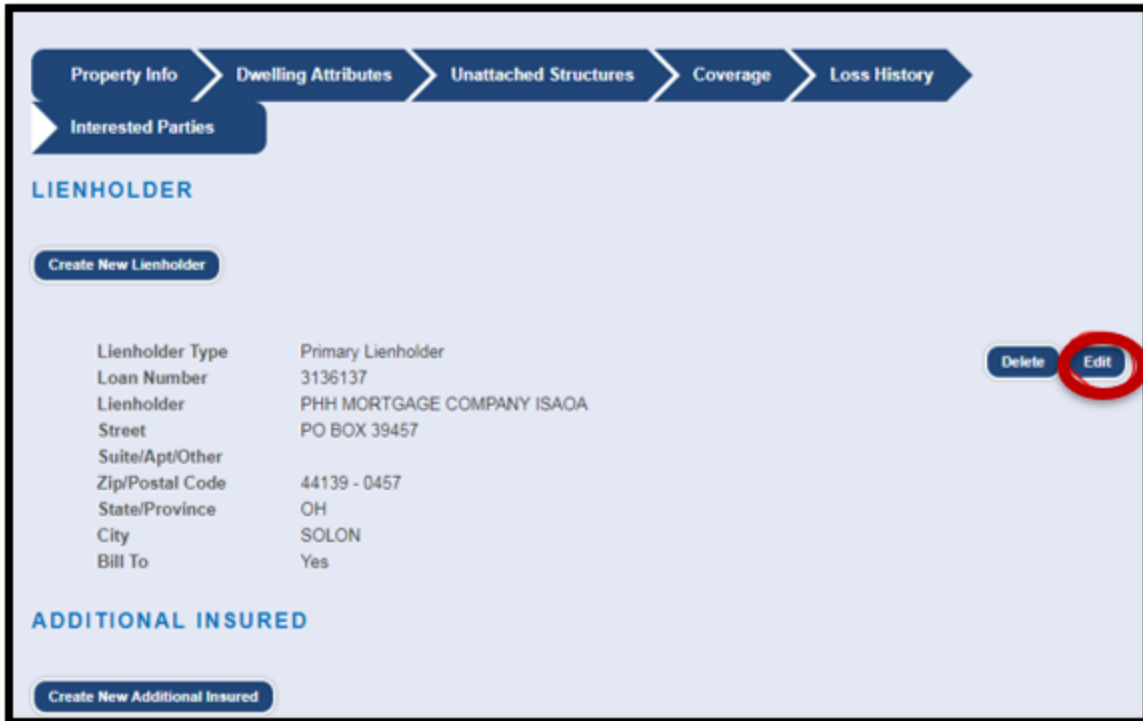 Property Info Dwelling Attributes Unattached Structures Coverage Loss History
Interested Parties
LIENHOLDER
Create New Lienholder
Lienholder Type Primary Lienholder
Delete Edit
Loan Number 3136137
Lienholder PHH MORTGAGE COMPANY ISAOA
Street PO BOX 39457
Suite/Apt/Other
Zip/Postal Code 44139 - 0457
State/Province OH
City SOLON
Bill To Yes
ADDITIONAL INSURED
Create New Additional Insured